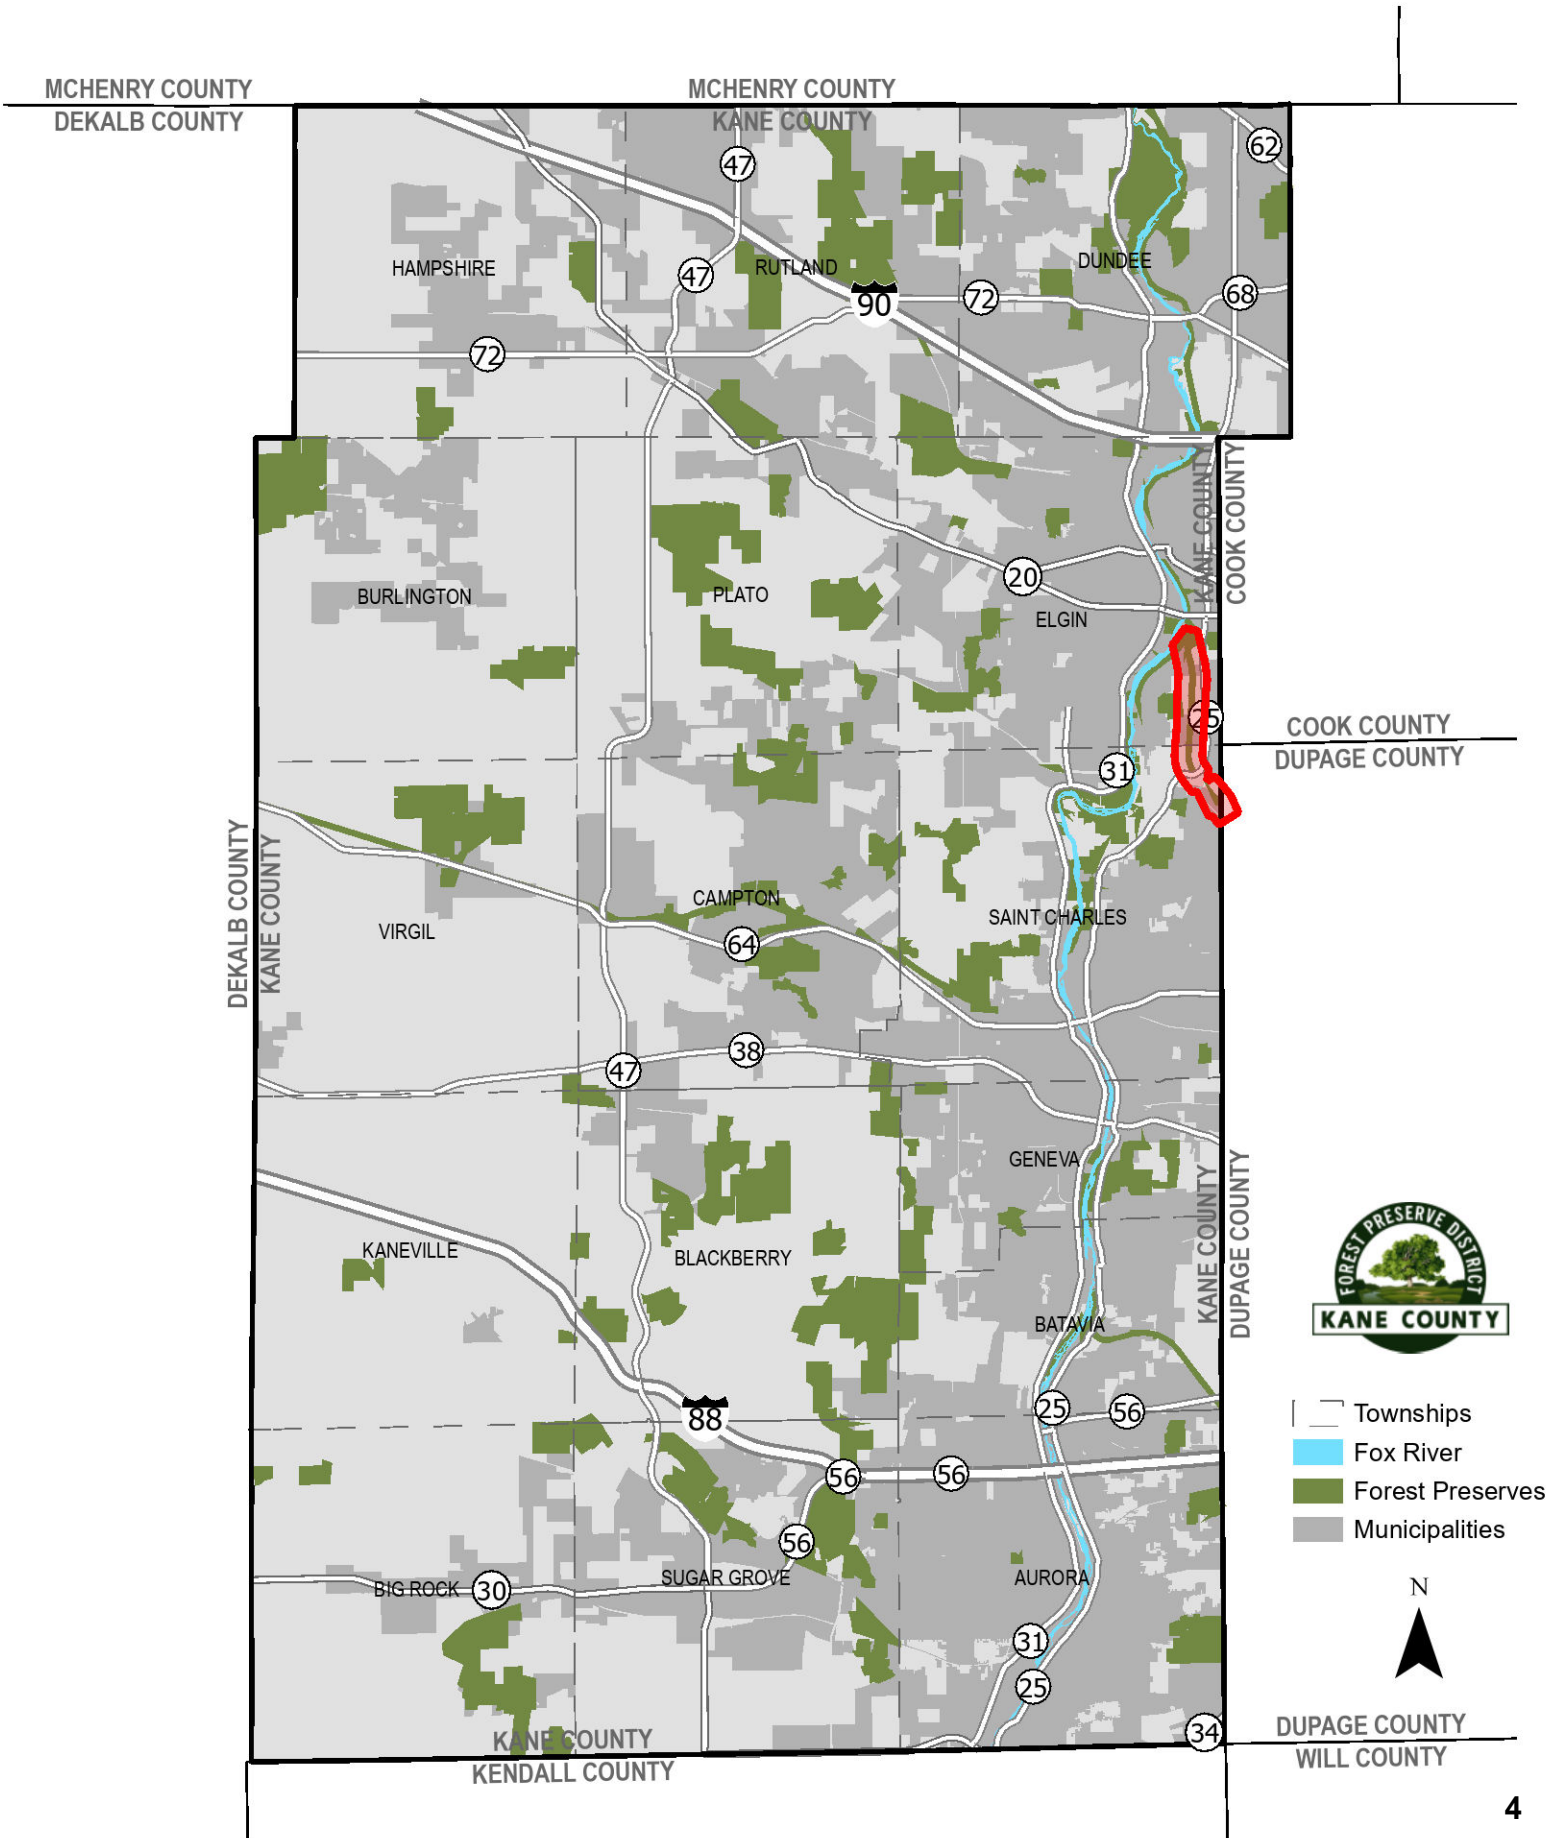 MCHENRY COUNTY
DEKALB COUNTY
MCHENRY COUNTY
KANE COUNTY
62
47
HAMPSHIRE
47
RUTLAND
DUNDEE
90
72
68
72
KANE COUNTY
COOK COUNTY
20
BURLINGTON
PLATO
ELGIN
25
COOK COUNTY
DUPAGE COUNTY
31
DEKALB COUNTY
KANE COUNTY
CAMPTON
SAINT CHARLES
VIRGIL
64
38
47
GENEVA
KANE COUNTY
DUPAGE COUNTY
KANEVILLE
BLACKBERRY
BATAVIA
FOREST PRESERVE DISTRICT
KANE COUNTY
88
25
56
Townships
Fox River
Forest Preserves
Municipalities
56
56
56
BIG ROCK
30
SUGAR GROVE
AURORA
N
31
25
34
KANE COUNTY
KENDALL COUNTY
DUPAGE COUNTY
WILL COUNTY
4